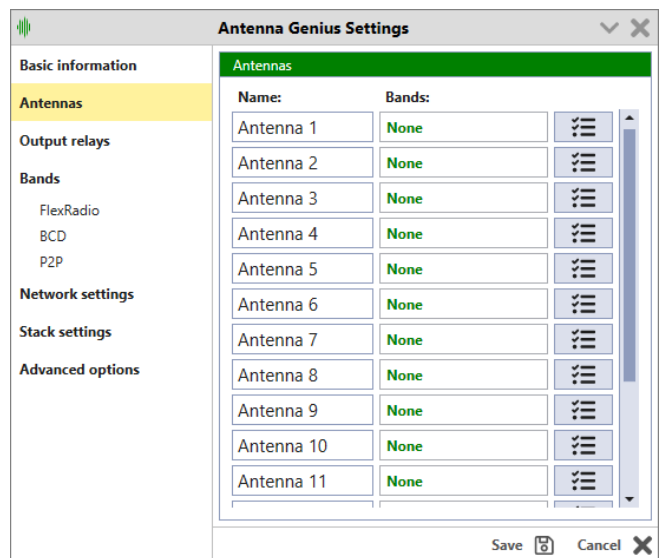 Antenna Genius Settings
Basic information
Antennas
Output relays
Bands
FlexRadio
BCD
P2P
Network settings
Stack settings
Advanced options
Antennas
Name: Bands:
Antenna 1 None
Antenna 2 None
Antenna 3 None
Antenna 4 None
Antenna 5 None
Antenna 6 None
Antenna 7 None
Antenna 8 None
Antenna 9 None
Antenna 10 None
Antenna 11 None
Save Cancel